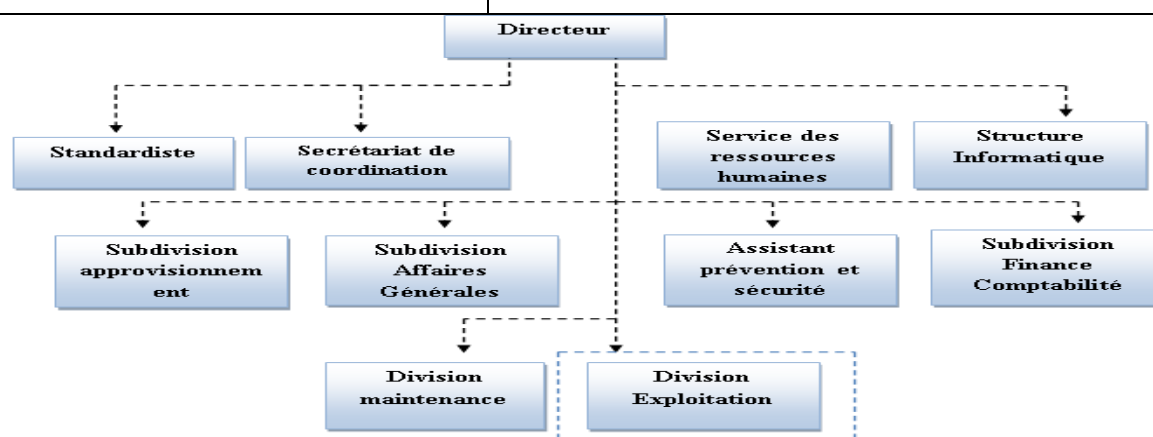 Directeur
Standardiste
Secrétariat de
coordination
Service des
ressources
humaines
Structure
Informatique
Subdivision
approvisionnem
ent
Subdivision
Affaires
Générales
Assistant
prévention et
sécurité
Subdivision
Finance
Comptabilité
Division
maintenance
Division
Exploitation